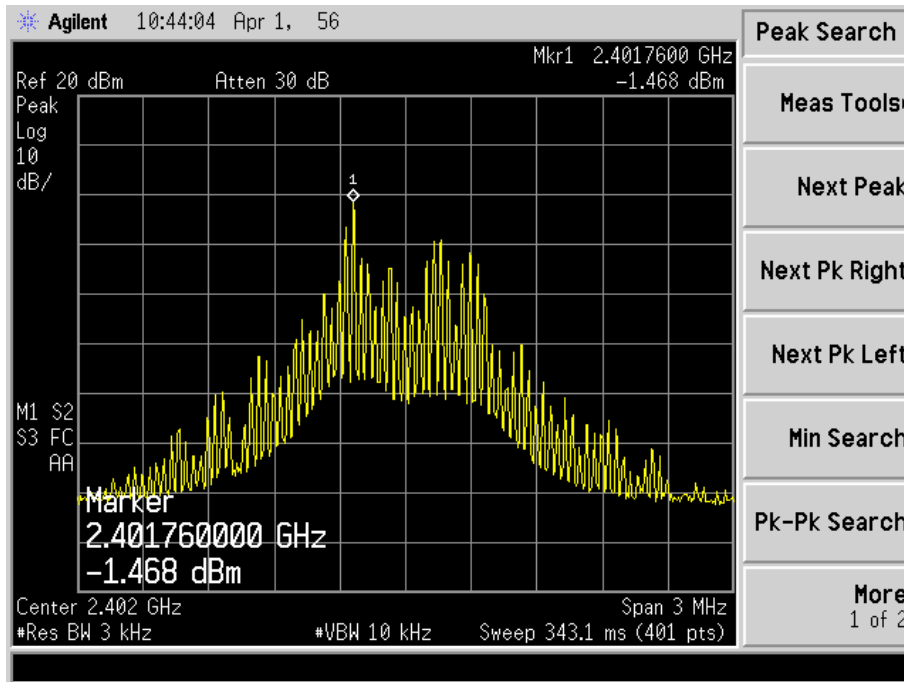 Agilent 10:44:04 Apr 1, 56
Peak Search
Mkr1 2.4017600 GHz
Ref 20 dBm Atten 30 dB -1.468 dBm
Peak
Log
10
dB/
1
M1 S2
S3 FC
AA
Marker
2.401760000 GHz
-1.468 dBm
Center 2.402 GHz Span 3 MHz
#Res BW 3 kHz #VBW 10 kHz Sweep 343.1 ms (401 pts)
Meas Tools
Next Peak
Next Pk Right
Next Pk Left
Min Search
Pk-Pk Search
More
1 of 2